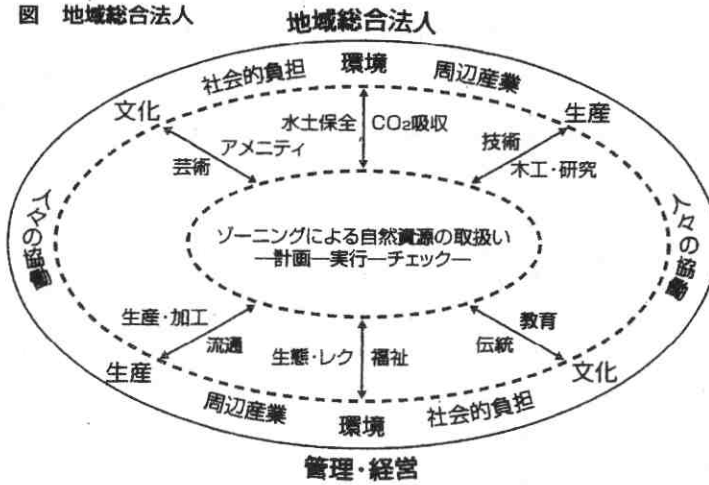 図 地域総合法人
地域総合法人
社会的負担 環境 周辺産業
文化
生産
水土保全 CO₂吸収
アメニティ
芸術
技術
木工・研究
人々の協働
人々の協働
ゾーニングによる自然資源の取扱い
―計画―実行―チェック―
生産・加工
流通
生態・レク 福祉
教育
伝統
生産
文化
周辺産業 環境 社会的負担
管理・経営